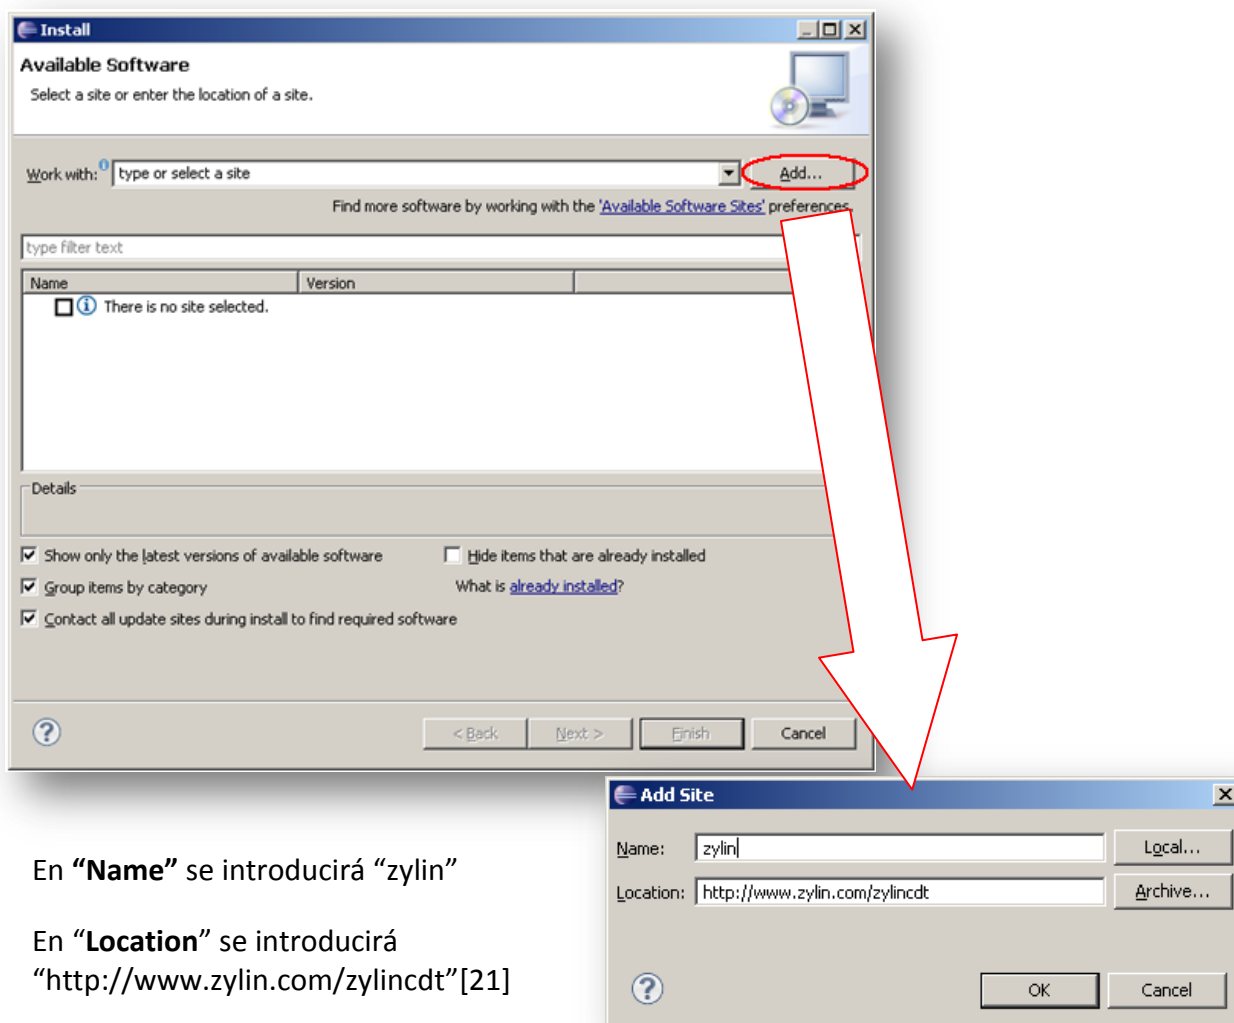 Install
Available Software
Select a site or enter the location of a site.
Work with: type or select a site Add...
Find more software by working with the 'Available Software Sites' preferences.
type filter text
Name Version
There is no site selected.
Details
Show only the latest versions of available software Hide items that are already installed
Group items by category What is already installed?
Contact all update sites during install to find required software
< Back Next > Finish Cancel
Add Site
Name: zylin Local...
Location: http://www.zylin.com/zylincdt Archive...
OK Cancel
En “Name” se introducirá “zylin”
En “Location” se introducirá
“http://www.zylin.com/zylincdt”[21]